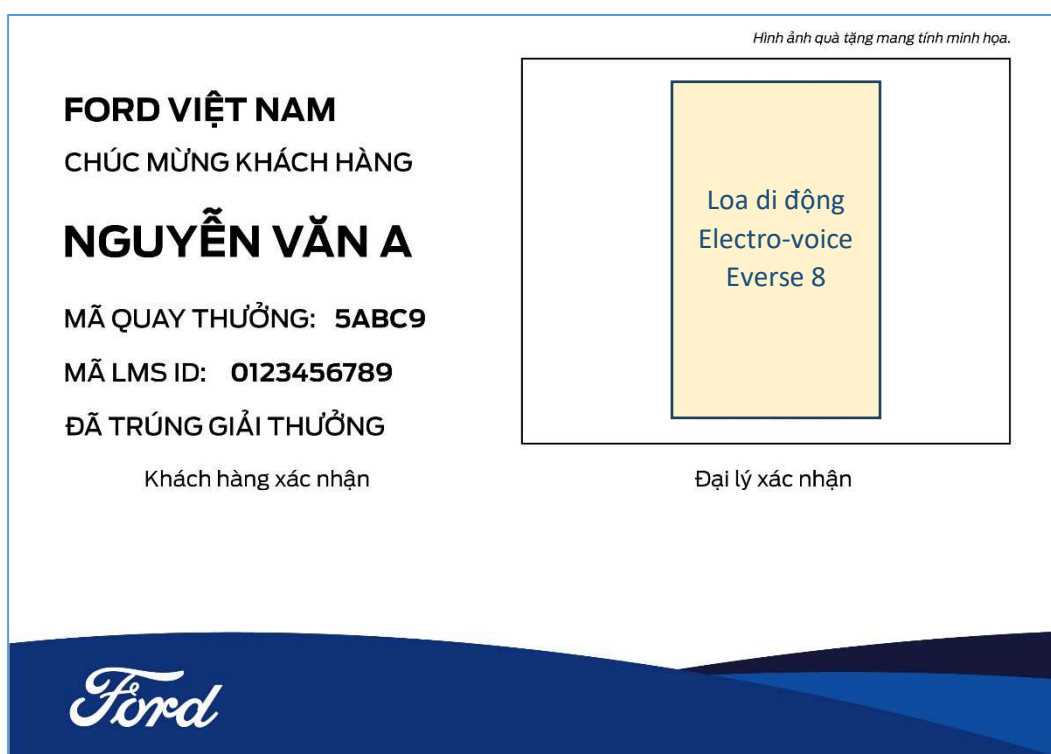 Hình ảnh quà tặng mang tính minh họa.
FORD VIỆT NAM
CHÚC MỪNG KHÁCH HÀNG
NGUYỄN VĂN A
MÃ QUAY THƯỞNG: 5ABC9
MÃ LMS ID: 0123456789
ĐÃ TRÚNG GIẢI THƯỞNG
Loa di động
Electro-voice
Everse 8
Khách hàng xác nhận
Đại lý xác nhận
Ford